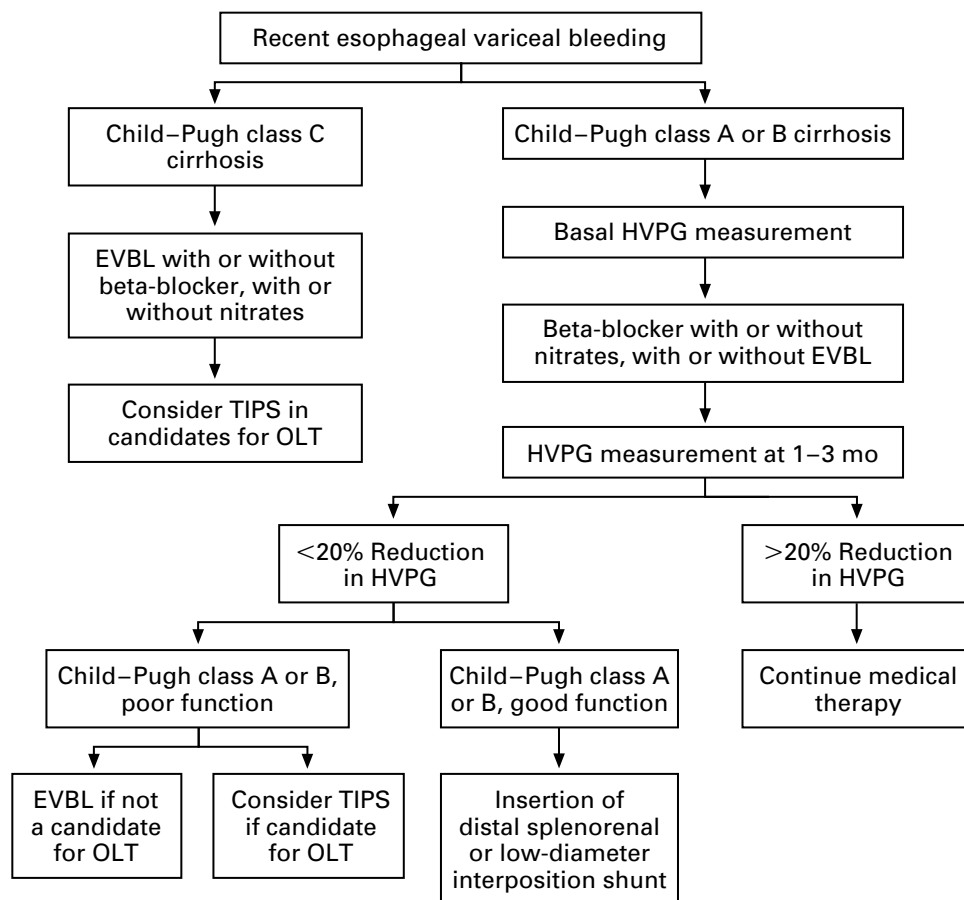 Recent esophageal variceal bleeding
Child–Pugh class C
cirrhosis
Child–Pugh class A or B cirrhosis
EVBL with or without
beta-blocker, with or
without nitrates
Basal HVPG measurement
Consider TIPS in
candidates for OLT
Beta-blocker with or without
nitrates, with or without EVBL
HVPG measurement at 1–3 mo
<20% Reduction
in HVPG
>20% Reduction
in HVPG
Child–Pugh class A or B,
poor function
Child–Pugh class A
or B, good function
Continue medical
therapy
EVBL if not
a candidate
for OLT
Consider TIPS
if candidate
for OLT
Insertion of
distal splenorenal
or low-diameter
interposition shunt